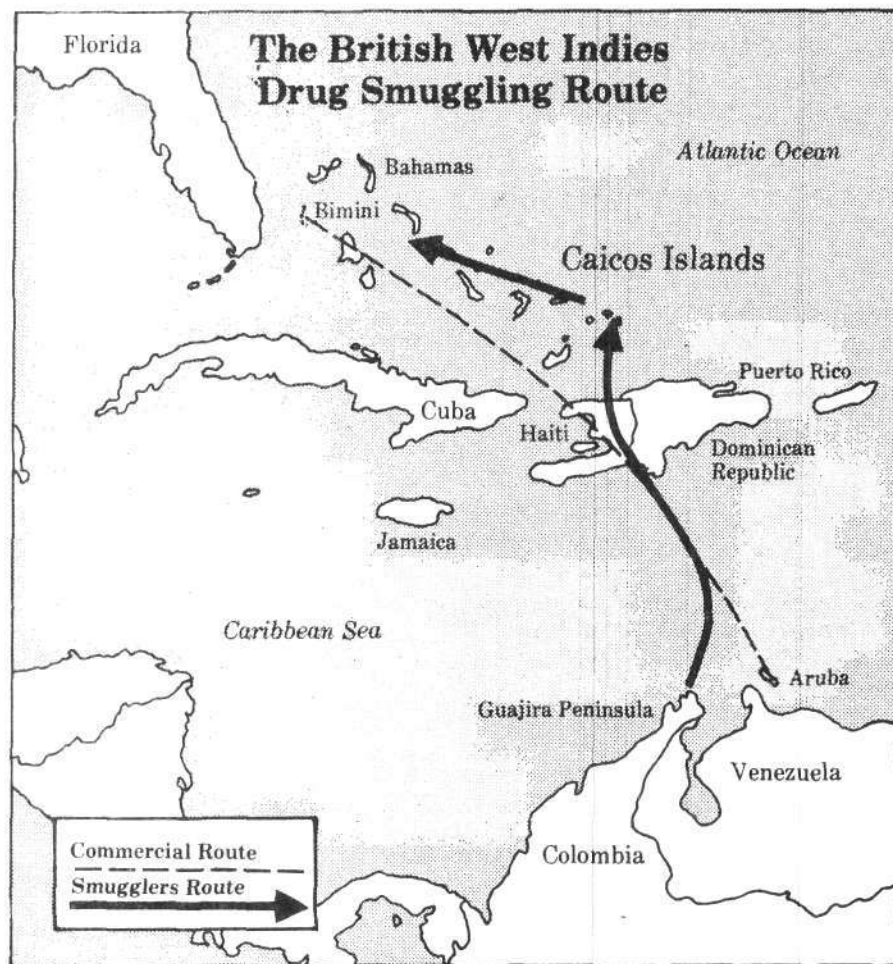 Florida
The British West Indies
Drug Smuggling Route
Atlantic Ocean
Bahamas
Bimini
Caicos Islands
Puerto Rico
Cuba
Haiti
Dominican
Republic
Jamaica
Caribbean Sea
Aruba
Guajira Peninsula
Venezuela
Colombia
Commercial Route
Smugglers Route